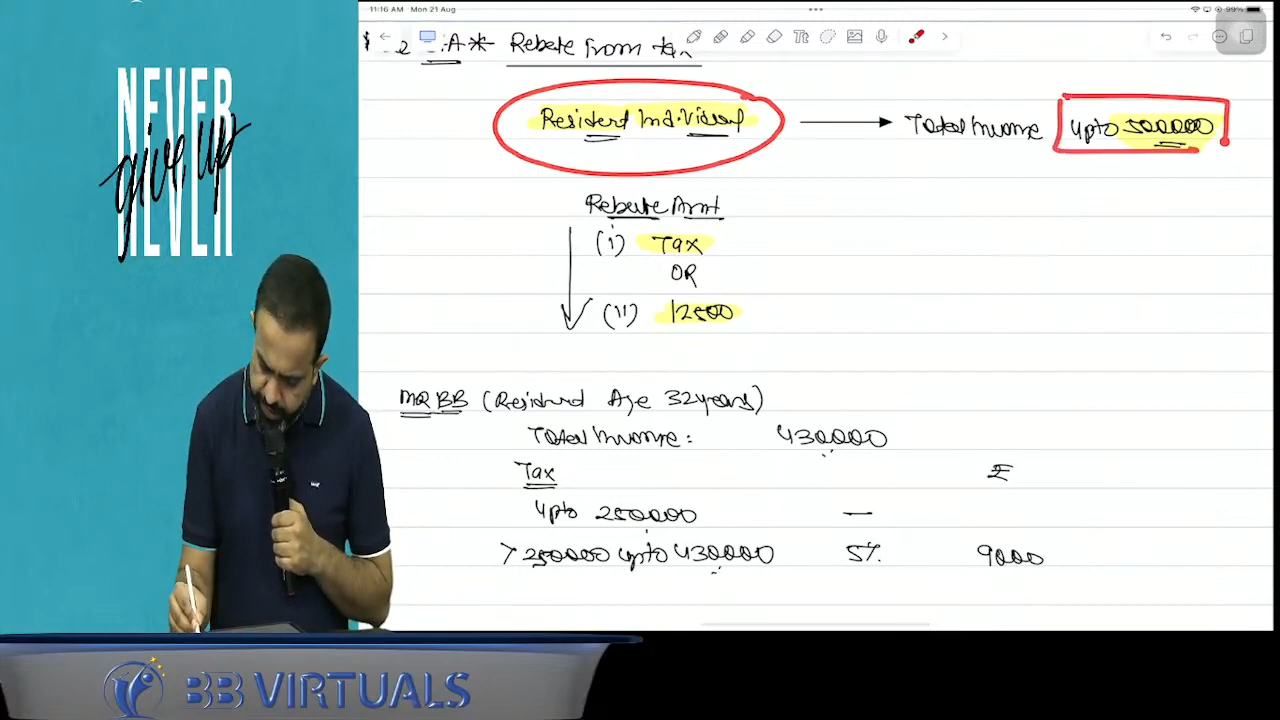 11:16 AM Mon 21 Aug
99%
A* Rebate From tax
NEVER
give up
NEVER
Resident Individual → Total Income upto 500000
Rebate Amt
(i) Tax
OR
(ii) 12500
MR BB (Resident Age 32 years)
Total Income: 430000
Tax ₹
upto 250000 —
> 250000 upto 430000 5% 9000
BB VIRTUALS